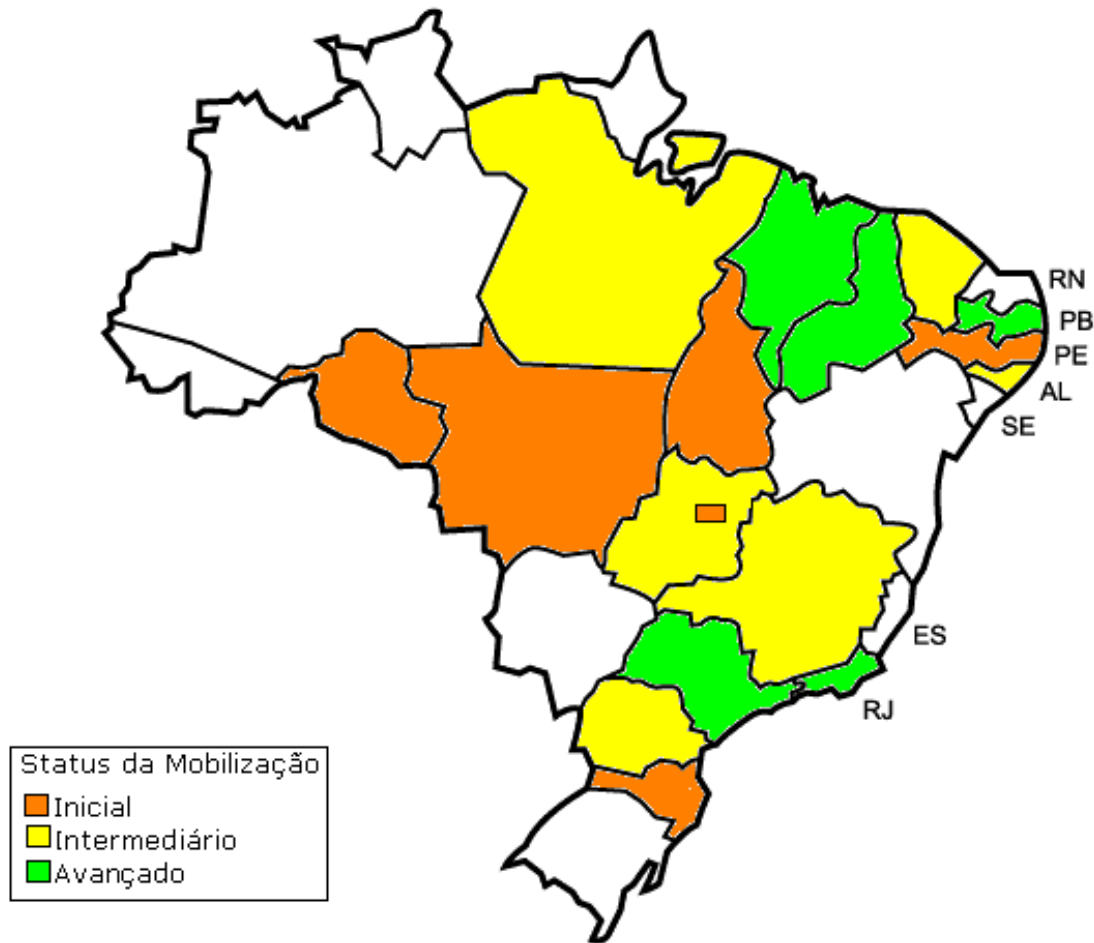 RN
PB
PE
AL
SE
ES
RJ
Status da Mobilização
Inicial
Intermediário
Avançado